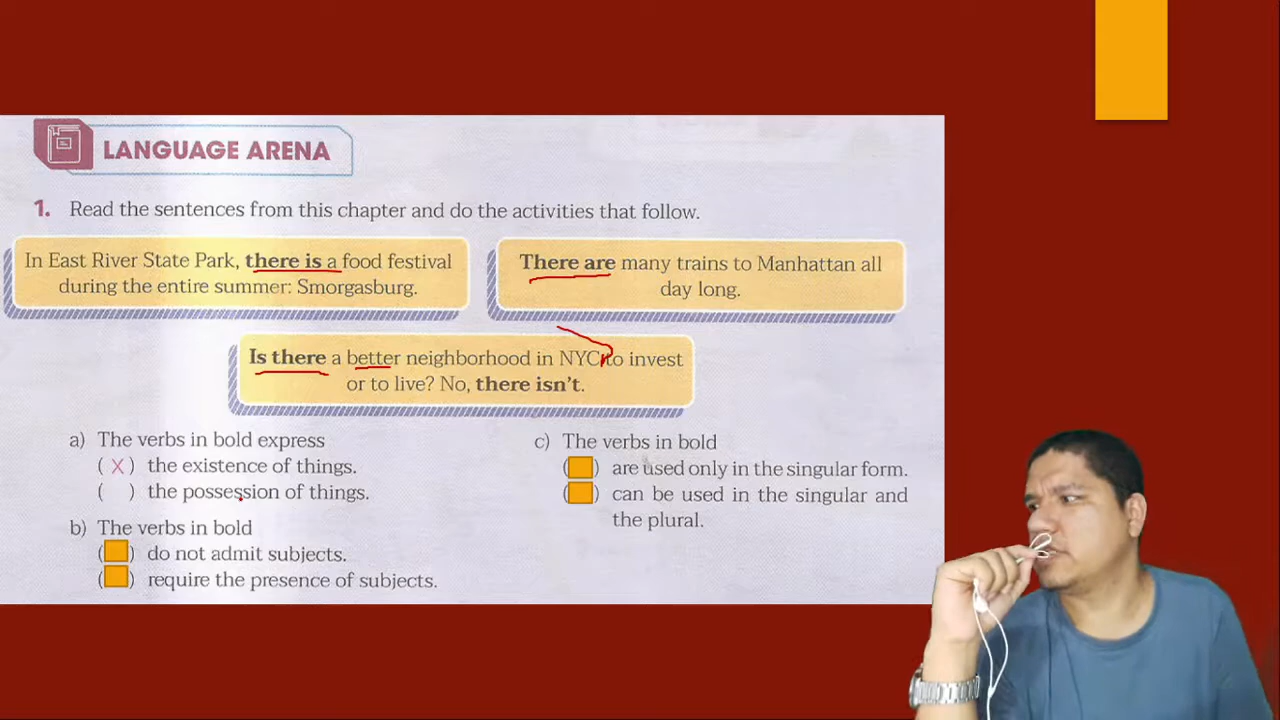 LANGUAGE ARENA
1. Read the sentences from this chapter and do the activities that follow.
In East River State Park, there is a food festival
during the entire summer: Smorgasburg.
There are many trains to Manhattan all
day long.
Is there a better neighborhood in NYC to invest
or to live? No, there isn't.
a) The verbs in bold express
( X ) the existence of things.
( ) the possession of things.
b) The verbs in bold
( ) do not admit subjects.
( ) require the presence of subjects.
c) The verbs in bold
( ) are used only in the singular form.
( ) can be used in the singular and
the plural.